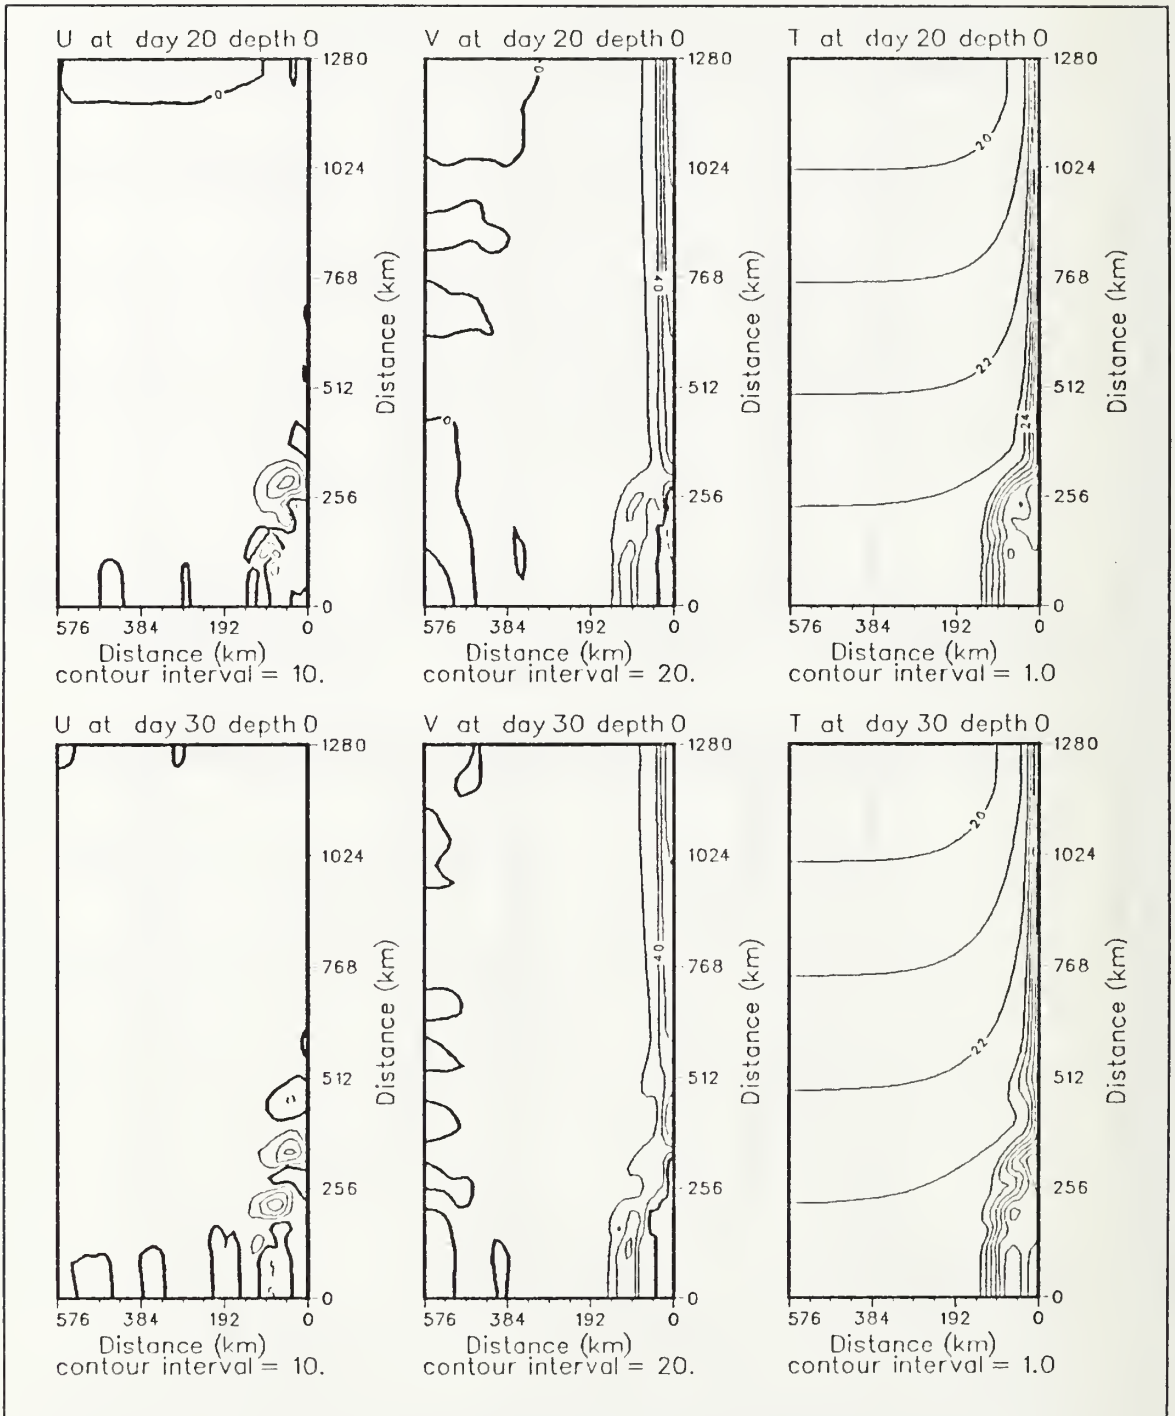 U at day 20 depth 0
V at day 20 depth 0
T at day 20 depth 0
0
1280
1024
768
512
256
0
Distance (km)
576 384 192 0
Distance (km)
contour interval = 10.
0
40
0
1280
1024
768
512
256
0
Distance (km)
576 384 192 0
Distance (km)
contour interval = 20.
20
22
24
0
1280
1024
768
512
256
0
Distance (km)
576 384 192 0
Distance (km)
contour interval = 1.0
U at day 30 depth 0
V at day 30 depth 0
T at day 30 depth 0
1280
1024
768
512
256
0
Distance (km)
576 384 192 0
Distance (km)
contour interval = 10.
40
1280
1024
768
512
256
0
Distance (km)
576 384 192 0
Distance (km)
contour interval = 20.
20
22
1280
1024
768
512
256
0
Distance (km)
576 384 192 0
Distance (km)
contour interval = 1.0